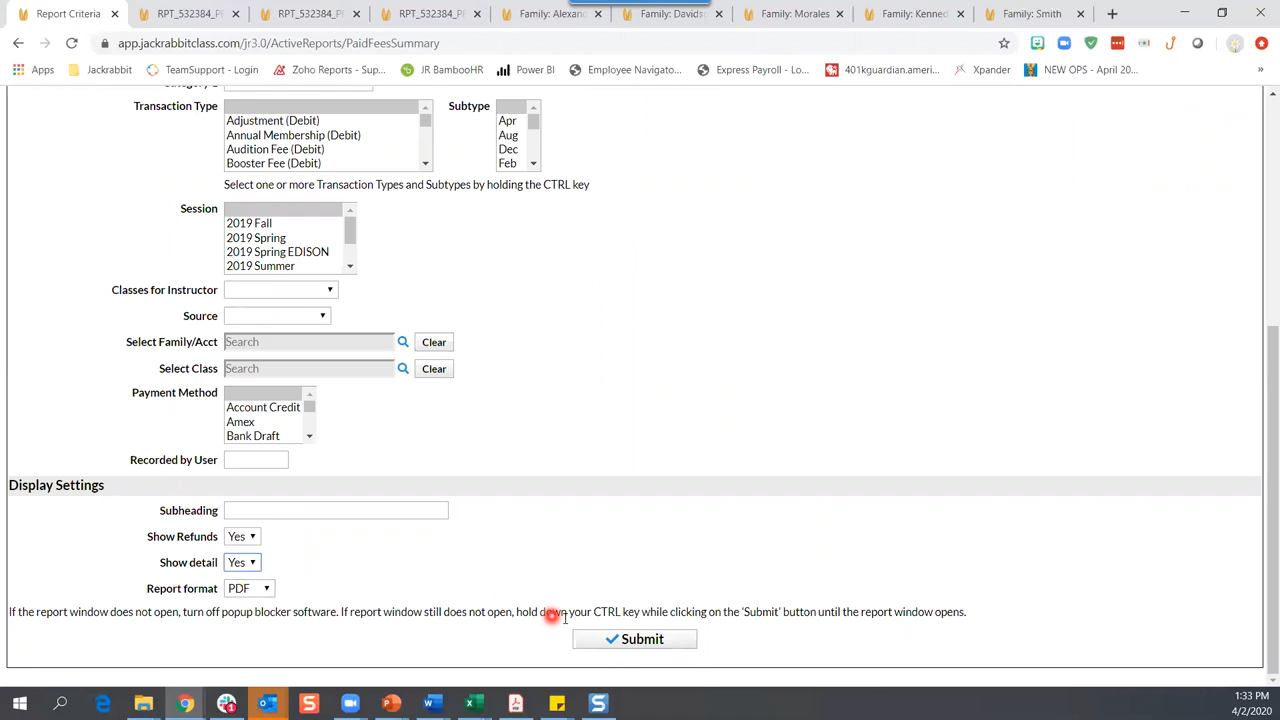 Report Criteria
RPT_532384_P
RPT_532384_P
RPT_532384_P
Family: Alexan
Family: Davids
Family: Morales
Family: Kenned
Family: Smith
app.jackrabbitclass.com/jr3.0/ActiveReports/PaidFeesSummary
Apps
Jackrabbit
TeamSupport - Login
Zoho Reports - Sup...
JR BambooHR
Power BI
Employee Navigato...
Express Payroll - Lo...
401kguardian.ameri...
Xpander
NEW OPS - April 20...
»
Transaction Type
Adjustment (Debit)
Annual Membership (Debit)
Audition Fee (Debit)
Booster Fee (Debit)
Subtype
Apr
Aug
Dec
Feb
Select one or more Transaction Types and Subtypes by holding the CTRL key
Session
2019 Fall
2019 Spring
2019 Spring EDISON
2019 Summer
Classes for Instructor
Source
Select Family/Acct
Search
Clear
Select Class
Search
Clear
Payment Method
Account Credit
Amex
Bank Draft
Recorded by User
Display Settings
Subheading
Show Refunds
Yes
Show detail
Yes
Report format
PDF
If the report window does not open, turn off popup blocker software. If report window still does not open, hold down your CTRL key while clicking on the 'Submit' button until the report window opens.
Submit
1:33 PM
4/2/2020